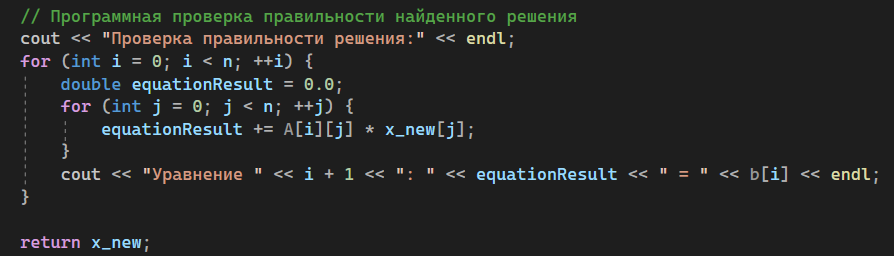 // Программная проверка правильности найденного решения
cout << "Проверка правильности решения:" << endl;
for (int i = 0; i < n; ++i) {
    double equationResult = 0.0;
    for (int j = 0; j < n; ++j) {
        equationResult += A[i][j] * x_new[j];
    }
    cout << "Уравнение " << i + 1 << ": " << equationResult << " = " << b[i] << endl;
}
return x_new;